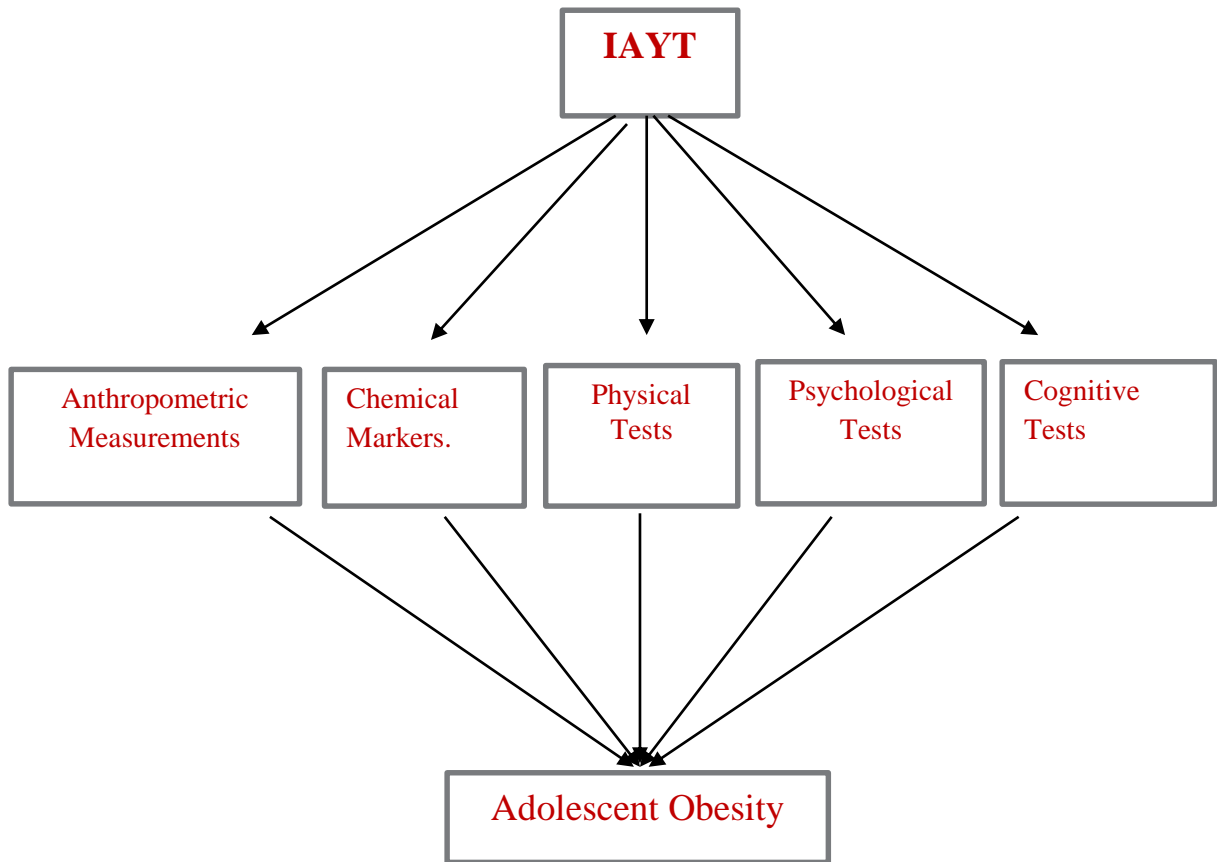 IAYT
Anthropometric
Measurements
Chemical
Markers.
Physical
Tests
Psychological
Tests
Cognitive
Tests
Adolescent Obesity